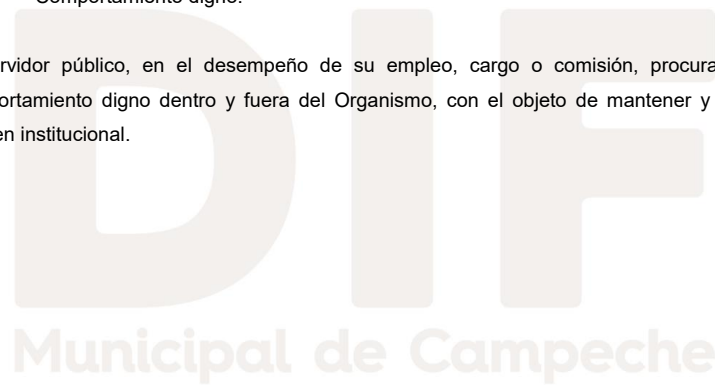 Comportamiento digno.
rvidor público, en el desempeño de su empleo, cargo o comisión, procura
ortamiento digno dentro y fuera del Organismo, con el objeto de mantener y
en institucional.
DIF
Municipal de Campeche